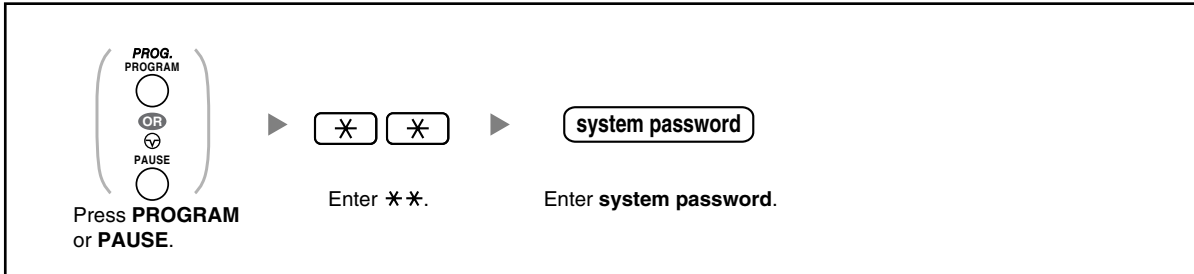 PROG.
PROGRAM
OR
PAUSE
Press PROGRAM
or PAUSE.
✳ ✳
Enter ✳✳.
system password
Enter system password.